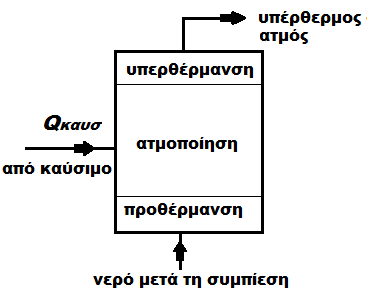 υπέρθερμος
ατμός
υπερθέρμανση
Qκαυσ
ατμοποίηση
από καύσιμο
προθέρμανση
νερό μετά τη συμπίεση